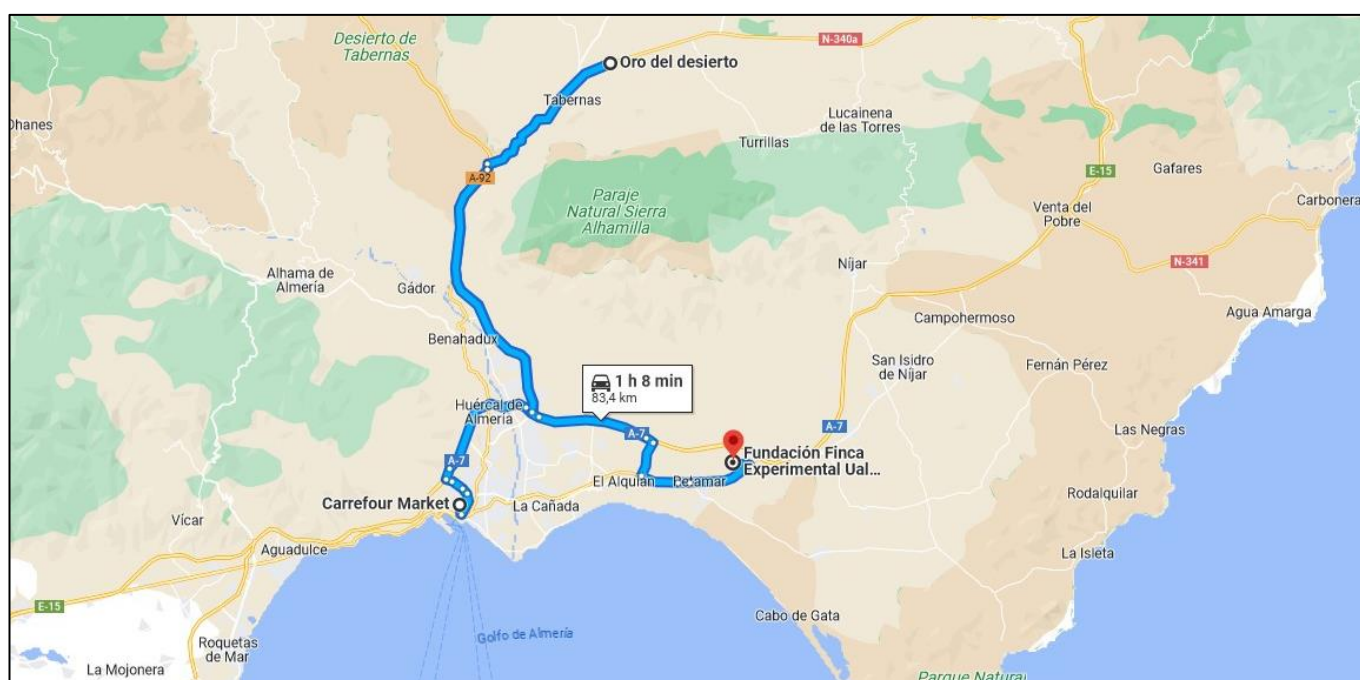 Desierto de
Tabernas
N-340a
Oro del desierto
Tabernas
Lucainena
de las Torres
Turrillas
Ohanes
A-92
E-15
Gafares
Paraje
Natural Sierra
Alhamilla
Venta del
Pobre
Carbonera
Alhama de
Almería
Gádor
Níjar
N-341
Benahadux
Campohermoso
Agua Amarga
San Isidro
de Níjar
Fernán Pérez
1 h 8 min
83,4 km
Huércal de
Almería
A-7
A-7
Las Negras
A-7
Fundación Finca
Experimental Ual...
El Alquián
Retamar
Carrefour Market
La Cañada
Rodalquilar
Vícar
Aguadulce
La Isleta
E-15
Cabo de Gata
Golfo de Almería
Roquetas
de Mar
La Mojonera
Parque Natural